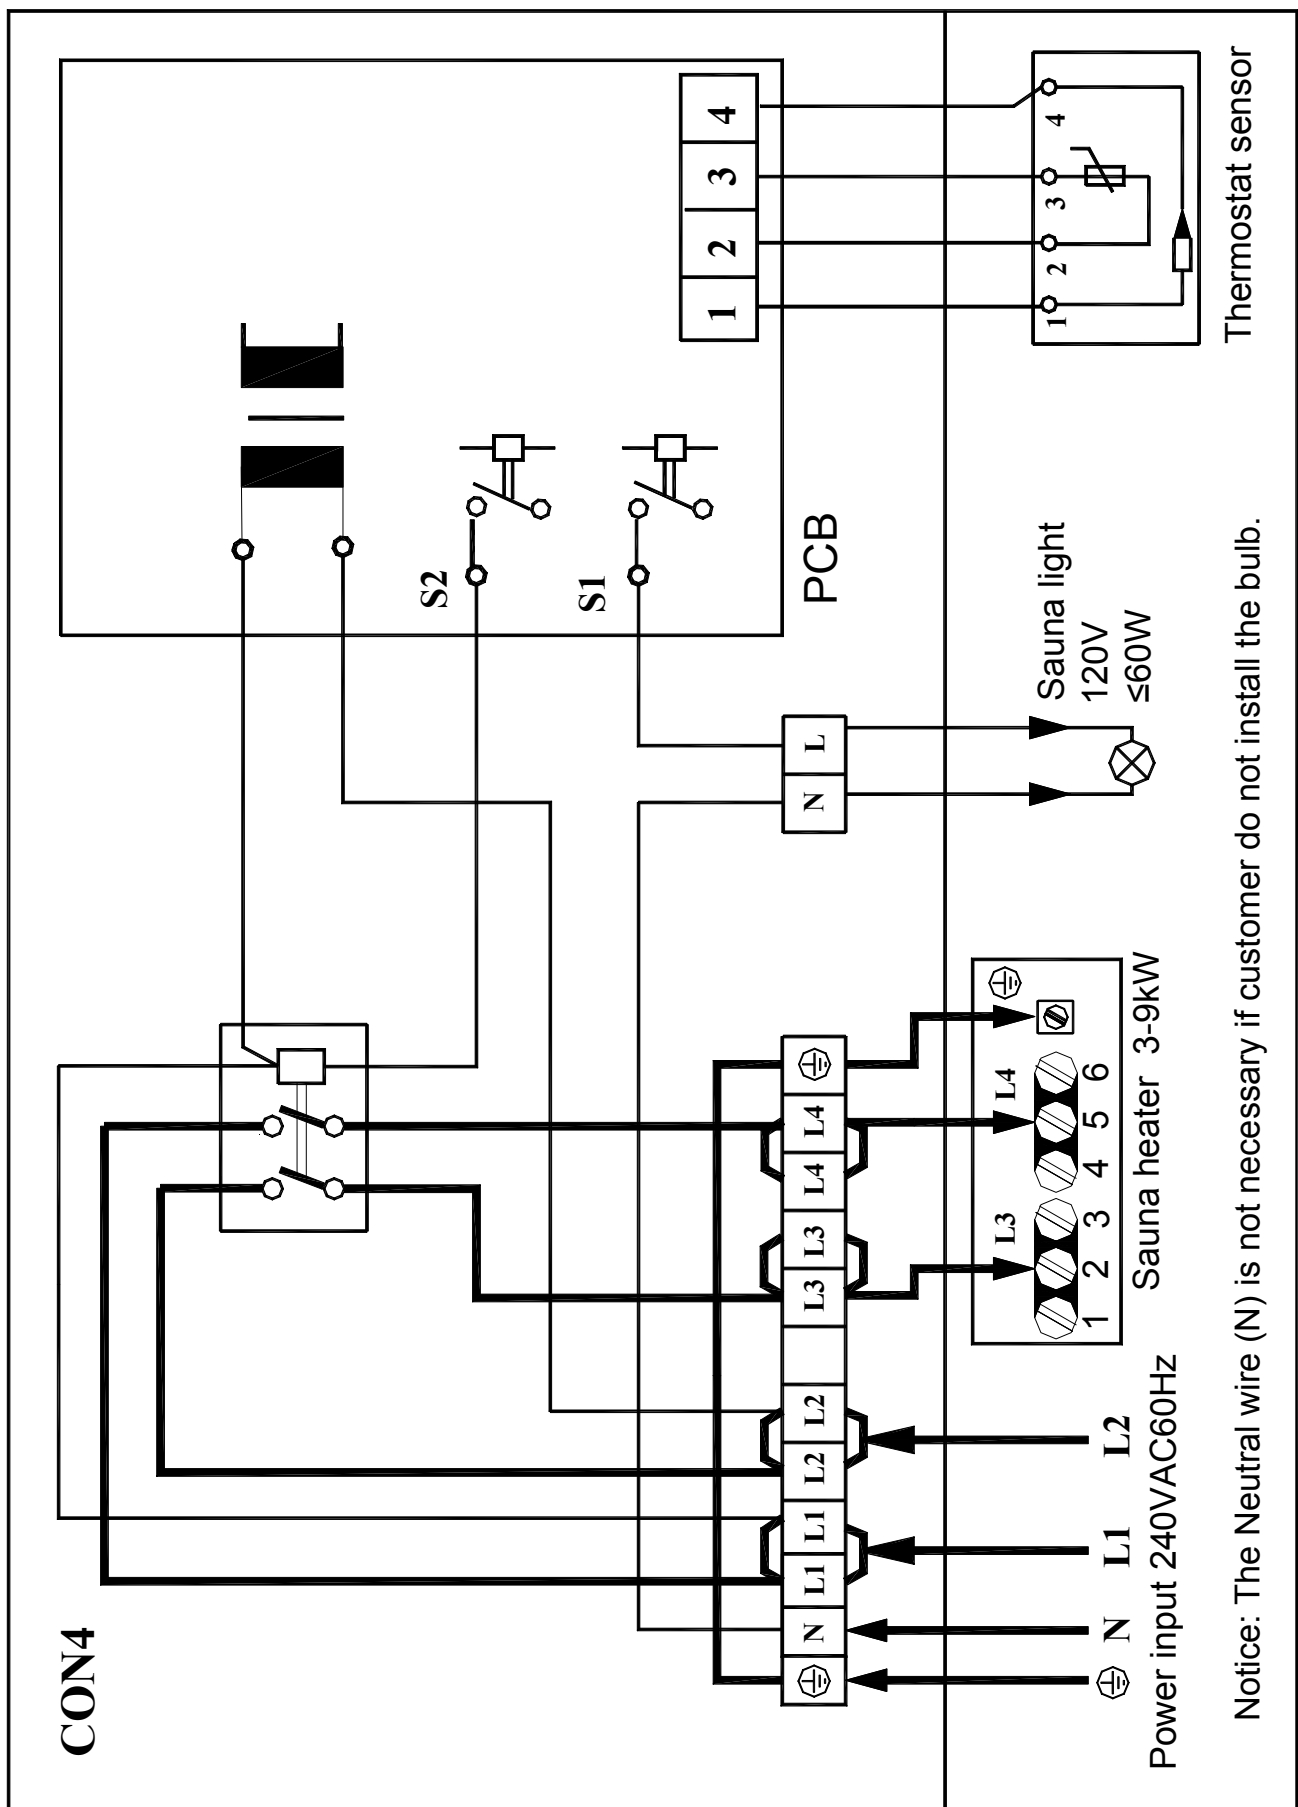 CON4
PCB
S2
S1
1 2 3 4
1 2 3 4
Thermostat sensor
N L
Sauna light
120V
≤60W
N L1 L1 L2 L2 L3 L3 L4 L4
L3 L4
1 2 3 4 5 6
Sauna heater 3-9kW
N L1 L2
Power input 240VAC60Hz
Notice: The Neutral wire (N) is not necessary if customer do not install the bulb.